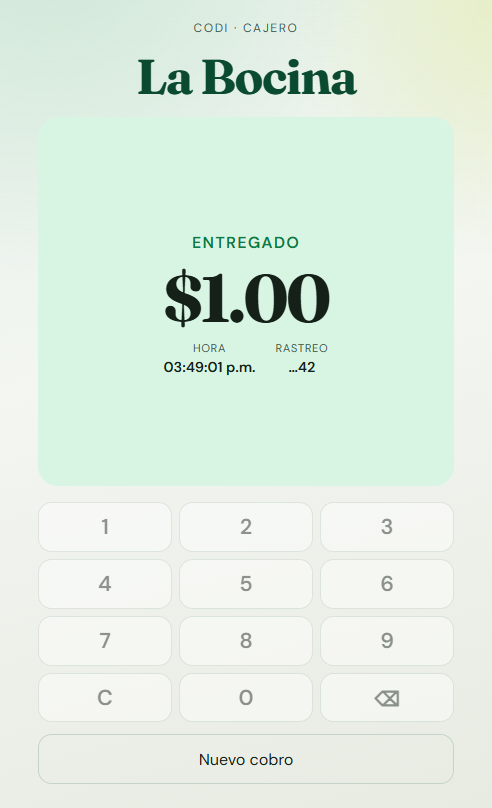 CODI · CAJERO
La Bocina
ENTREGADO
$1.00
HORA RASTREO
03:49:01 p.m. ...42
1 2 3
4 5 6
7 8 9
C 0 ⌫
Nuevo cobro